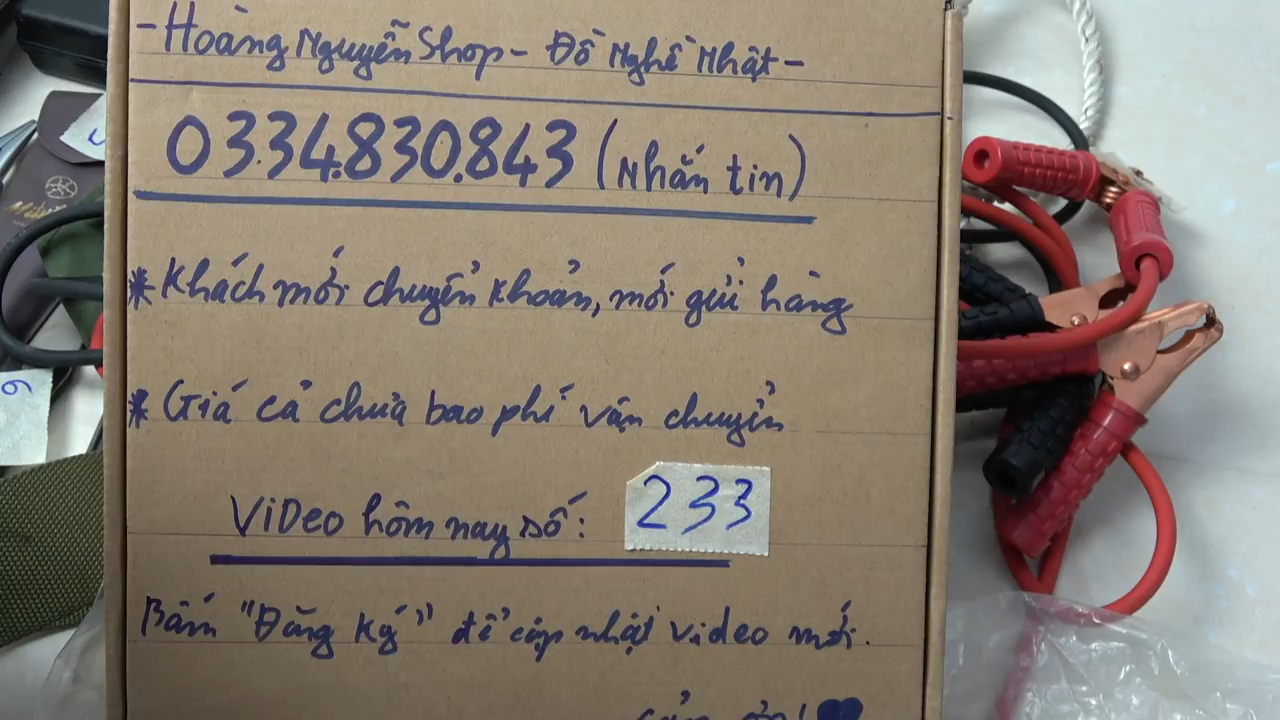 -Hoàng Nguyễn Shop- Đồ Nghề Nhật-
0334.830.843 (Nhắn tin)
* Khách mới chuyển khoản, mới gửi hàng
* Giá cả chưa bao phí vận chuyển
Video hôm nay số: 233
Bấm "Đăng ký" để cập nhật video mới.
cảm ơn!